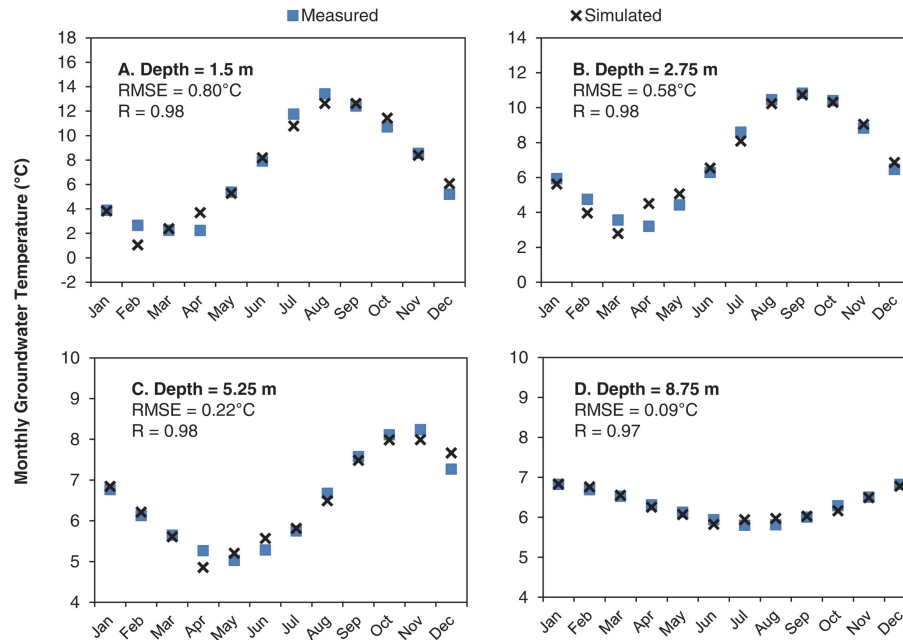 Measured
Simulated
Monthly Groundwater Temperature (°C)
18
16
14
12
10
8
6
4
2
0
-2
A. Depth = 1.5 m
RMSE = 0.80°C
R = 0.98
Jan
Feb
Mar
Apr
May
Jun
Jul
Aug
Sep
Oct
Nov
Dec
14
12
10
8
6
4
2
0
B. Depth = 2.75 m
RMSE = 0.58°C
R = 0.98
Jan
Feb
Mar
Apr
May
Jun
Jul
Aug
Sep
Oct
Nov
Dec
10
9
8
7
6
5
4
C. Depth = 5.25 m
RMSE = 0.22°C
R = 0.98
Jan
Feb
Mar
Apr
May
Jun
Jul
Aug
Sep
Oct
Nov
Dec
10
9
8
7
6
5
4
D. Depth = 8.75 m
RMSE = 0.09°C
R = 0.97
Jan
Feb
Mar
Apr
May
Jun
Jul
Aug
Sep
Oct
Nov
Dec